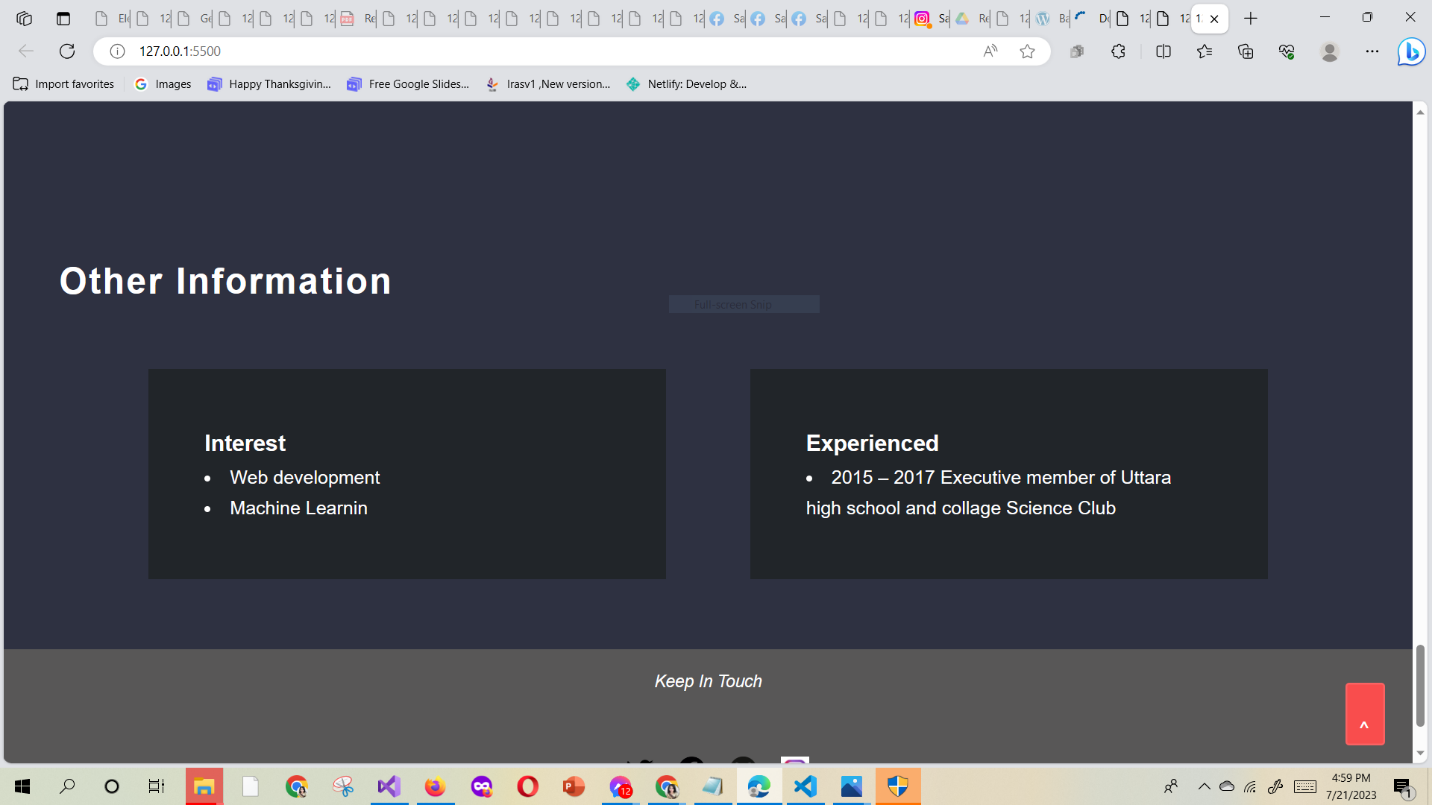 127.0.0.1:5500
Import favorites
Images
Happy Thanksgivin...
Free Google Slides...
Irasv1 ,New version...
Netlify: Develop &...
Other Information
Full-screen Snip
Interest
• Web development
• Machine Learnin
Experienced
• 2015 – 2017 Executive member of Uttara
high school and collage Science Club
Keep In Touch
^
12
4:59 PM
7/21/2023
1